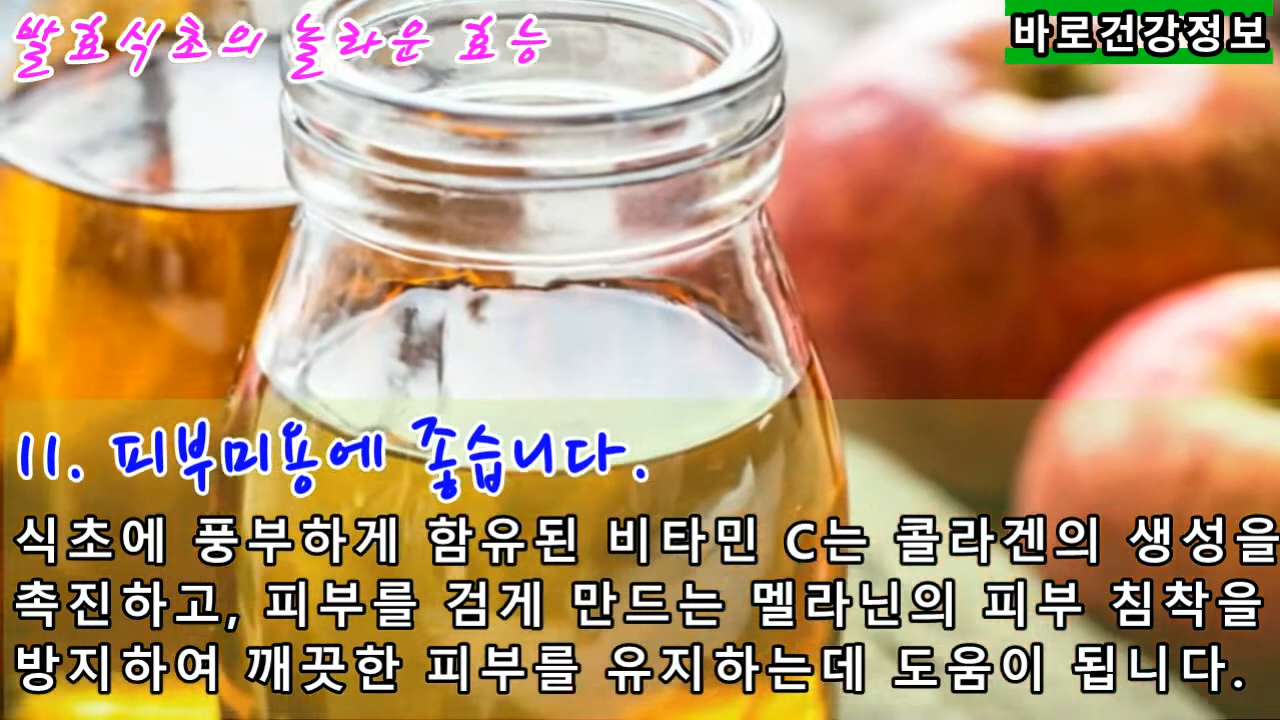 발효식초의 놀라운 효능
바로건강정보
11. 피부미용에 좋습니다.
식초에 풍부하게 함유된 비타민 C는 콜라겐의 생성을
촉진하고, 피부를 검게 만드는 멜라닌의 피부 침착을
방지하여 깨끗한 피부를 유지하는데 도움이 됩니다.